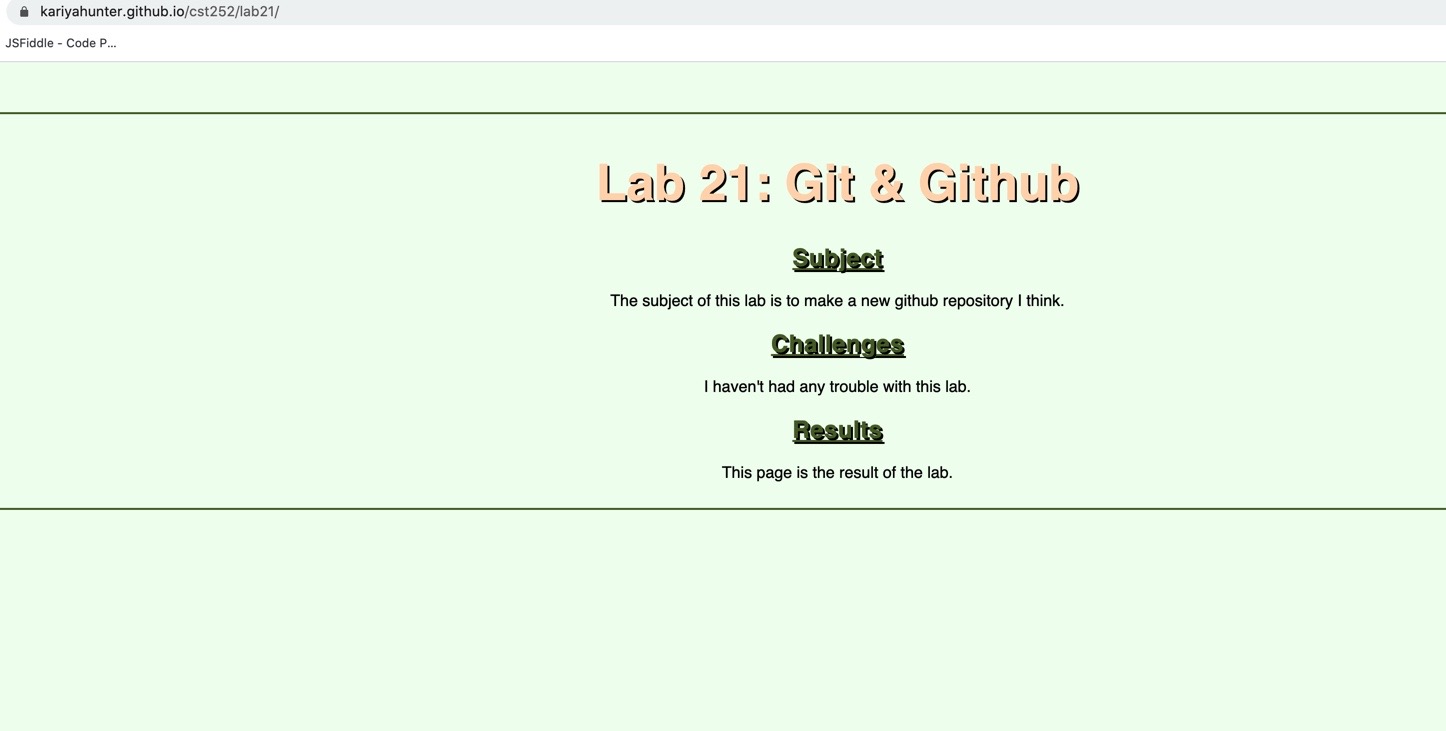 kariyahunter.github.io/cst252/lab21/
JSFiddle - Code P...
Lab 21: Git & Github
Subject
The subject of this lab is to make a new github repository I think.
Challenges
I haven't had any trouble with this lab.
Results
This page is the result of the lab.